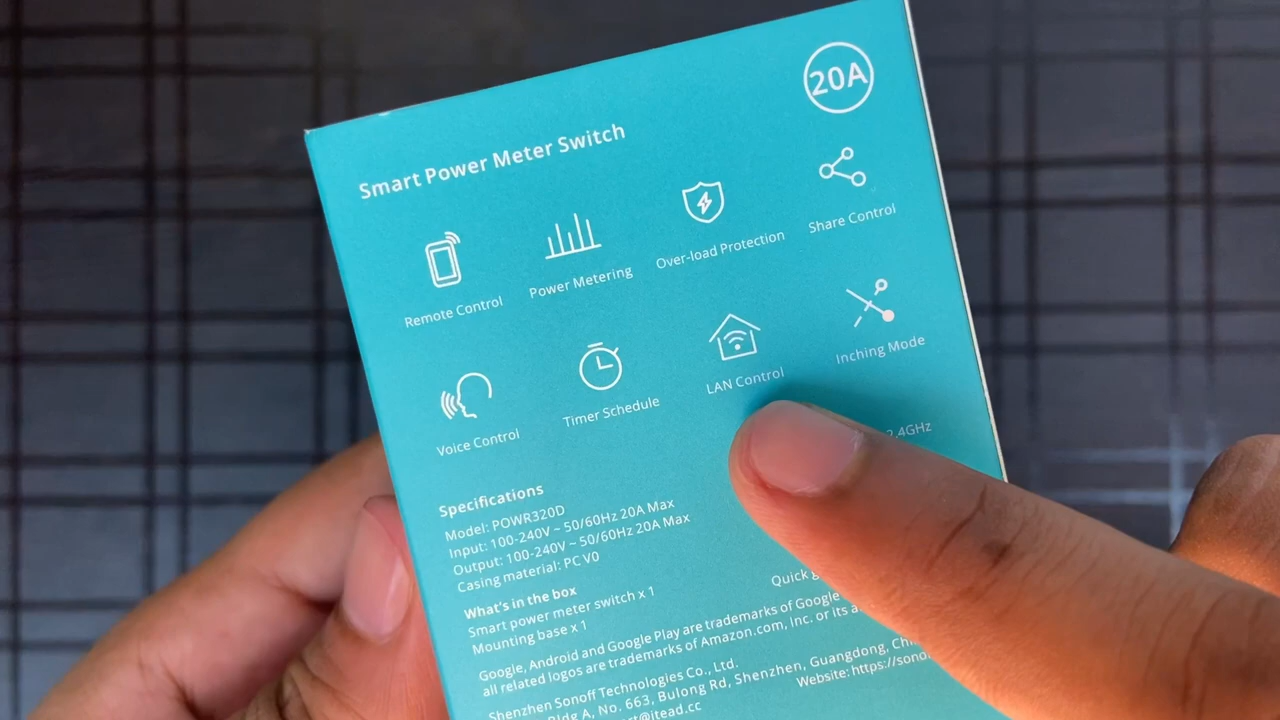 20A
Smart Power Meter Switch
Remote Control
Power Metering
Over-load Protection
Share Control
Voice Control
Timer Schedule
LAN Control
Inching Mode
2.4GHz
Specifications
Model: POWR320D
Input: 100-240V ~ 50/60Hz 20A Max
Output: 100-240V ~ 50/60Hz 20A Max
Casing material: PC V0
What's in the box
Smart power meter switch x 1
Mounting base x 1
Quick
Google, Android and Google Play are trademarks of Google
all related logos are trademarks of Amazon.com, Inc. or its
Shenzhen Sonoff Technologies Co., Ltd.
Bldg A, No. 663, Bulong Rd, Shenzhen, Guangdong,
Website:
@itead.cc